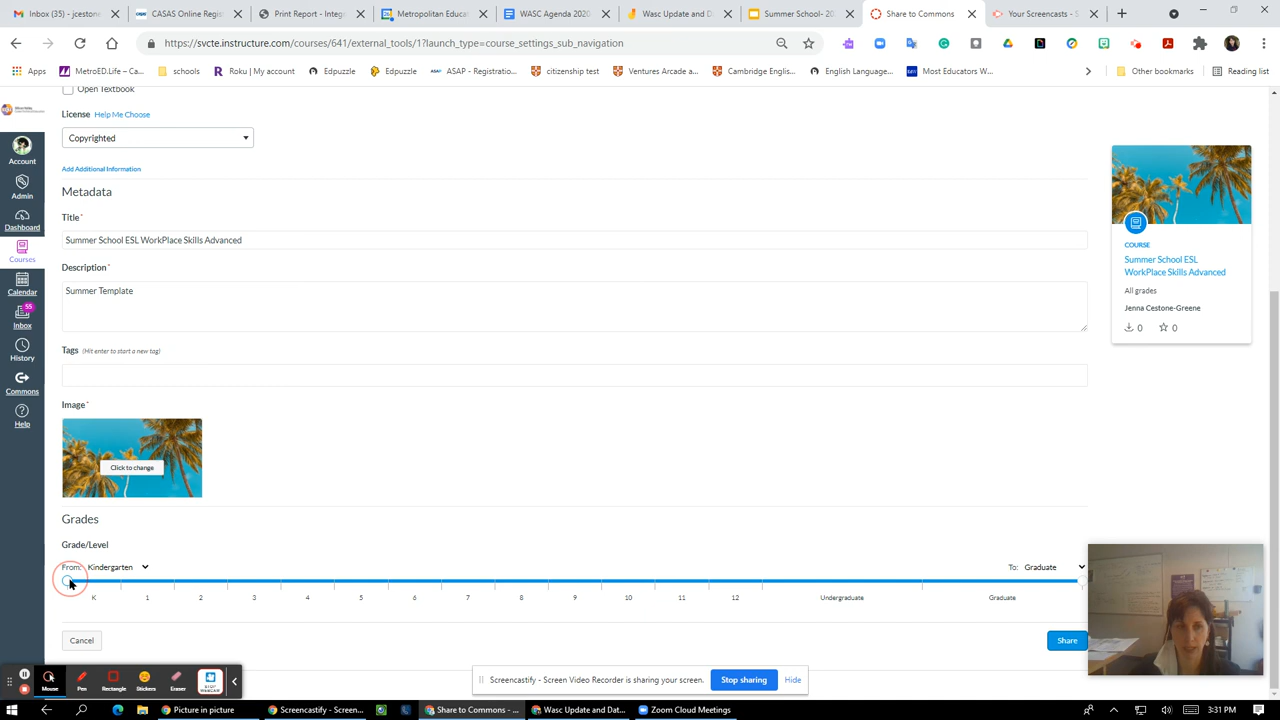 Inbox (55) - jcestone
CASAS Online Regi
Print Report - Integr
Metropolitan Educa
WASC Agenda 2020
Wasc Update and D
Summer School- 20
Share to Commons
Your Screencasts - S
https://svcte.instructure.com/courses/641/external_tools/1?launch_type=course_settings_sub_navigation
Apps
MetroED.Life – Ca...
schools
Roku | My account
Edpuzzle
Edpuzzle
ASAP - Registratio...
citizenship test
Ventures Arcade a...
Cambridge Englis...
English Language...
Most Educators W...
Other bookmarks
Reading list
Open Textbook
License Help Me Choose
Copyrighted
Add Additional Information
Metadata
Title*
Summer School ESL WorkPlace Skills Advanced
Description*
Summer Template
Tags (Hit enter to start a new tag)
Image*
Click to change
Grades
Grade/Level
From: Kindergarten
To: Graduate
K 1 2 3 4 5 6 7 8 9 10 11 12 Undergraduate Graduate
Cancel
Share
Account
Admin
Dashboard
Courses
Calendar
55
Inbox
History
Commons
Help
COURSE
Summer School ESL
WorkPlace Skills Advanced
All grades
Jenna Cestone-Greene
0 0
Mouse
Pen
Rectangle
Stickers
Eraser
Screencastify - Screen Video Recorder is sharing your screen.
Stop sharing
Hide
Picture in picture
Screencastify - Screen...
Share to Commons - ...
Wasc Update and Dat...
Zoom Cloud Meetings
3:31 PM